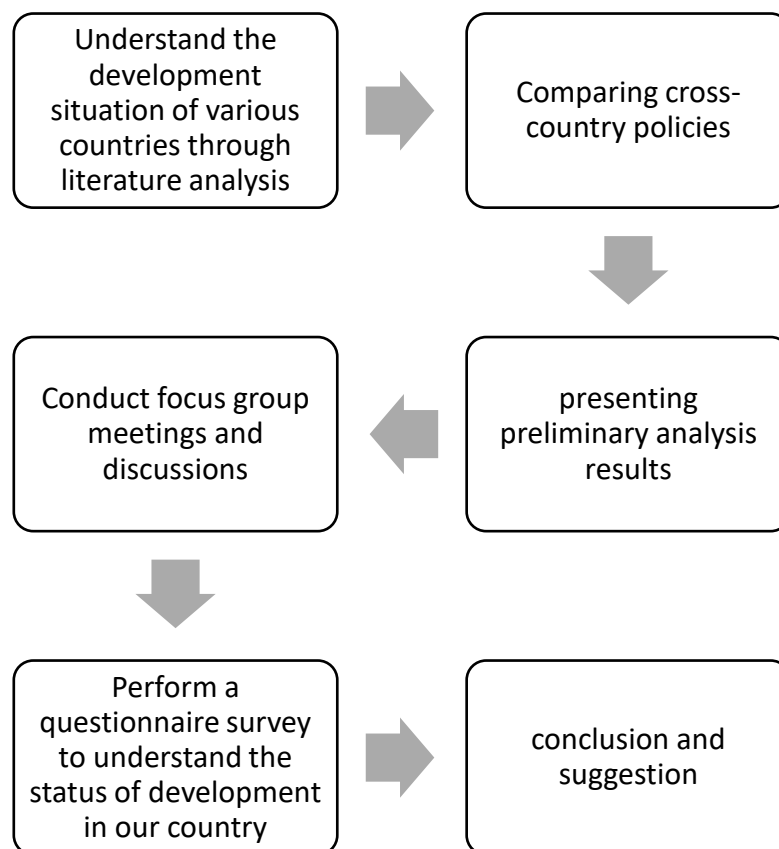 Understand the
development
situation of various
countries through
literature analysis
Comparing cross-
country policies
presenting
preliminary analysis
results
Conduct focus group
meetings and
discussions
Perform a
questionnaire survey
to understand the
status of development
in our country
conclusion and
suggestion